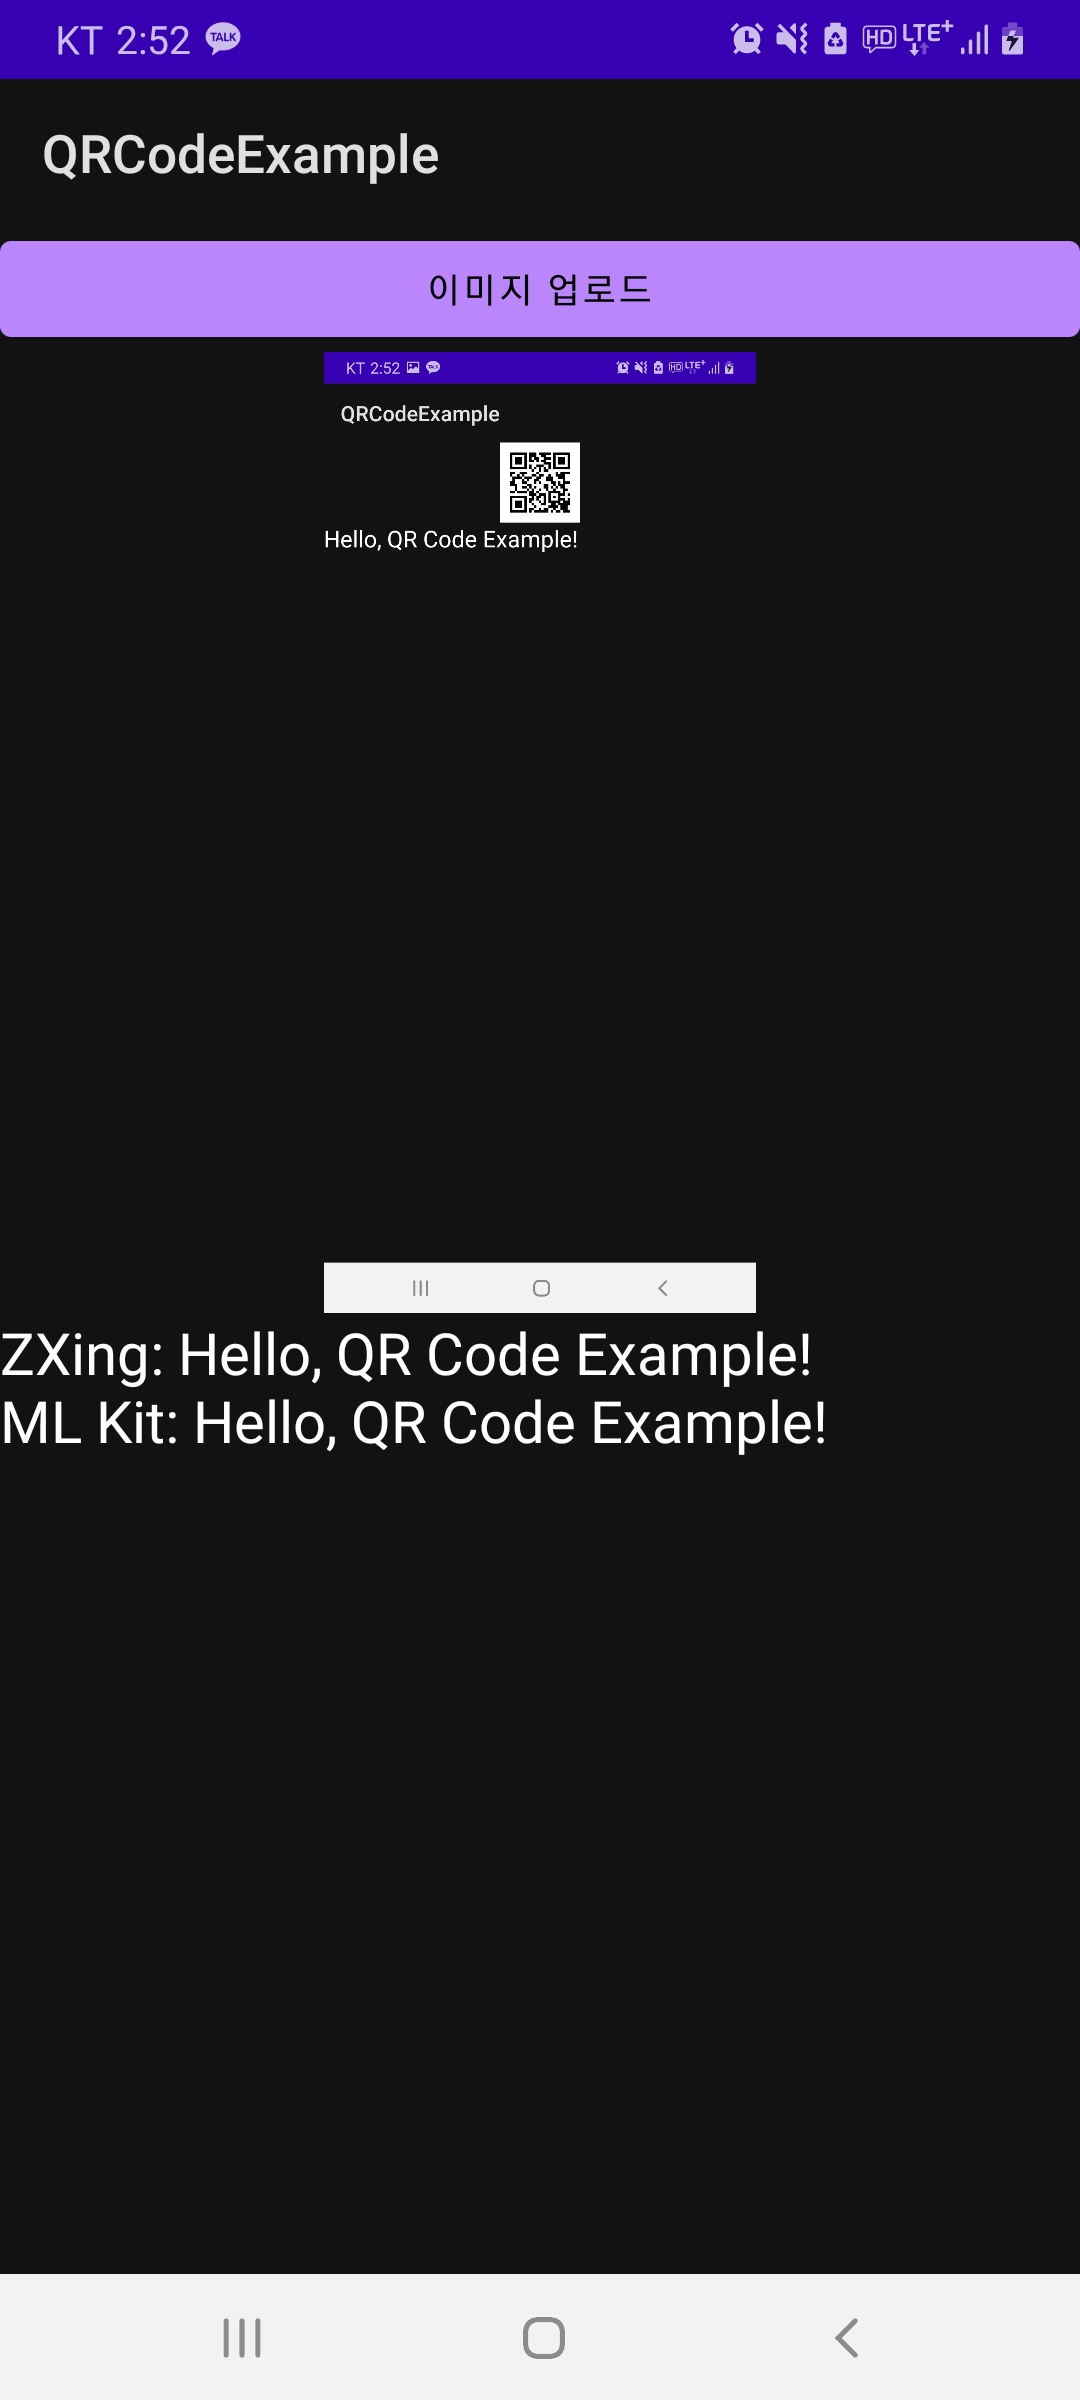 KT 2:52 TALK HD LTE+
QRCodeExample
이미지 업로드
KT 2:52 TALK HD LTE+
QRCodeExample
Hello, QR Code Example!
ZXing: Hello, QR Code Example!
ML Kit: Hello, QR Code Example!